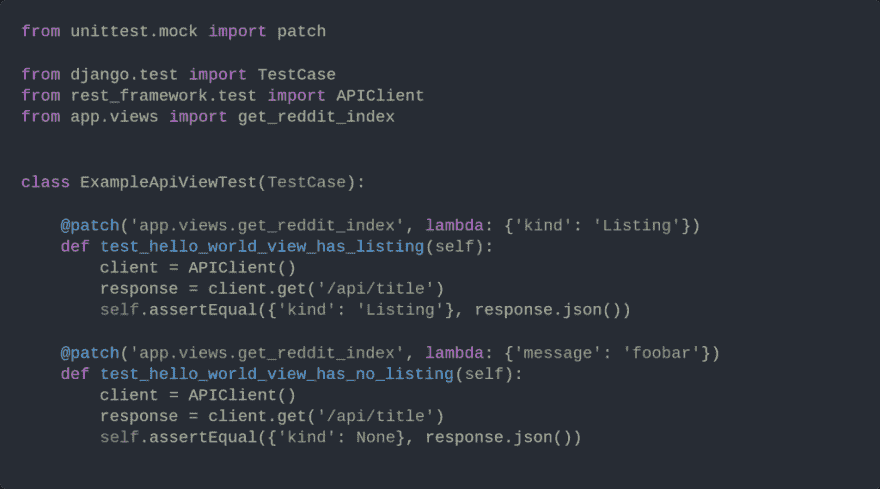 from unittest.mock import patch
from django.test import TestCase
from rest_framework.test import APIClient
from app.views import get_reddit_index
class ExampleApiViewTest(TestCase):
@patch('app.views.get_reddit_index', lambda: {'kind': 'Listing'})
def test_hello_world_view_has_listing(self):
client = APIClient()
response = client.get('/api/title')
self.assertEqual({'kind': 'Listing'}, response.json())
@patch('app.views.get_reddit_index', lambda: {'message': 'foobar'})
def test_hello_world_view_has_no_listing(self):
client = APIClient()
response = client.get('/api/title')
self.assertEqual({'kind': None}, response.json())